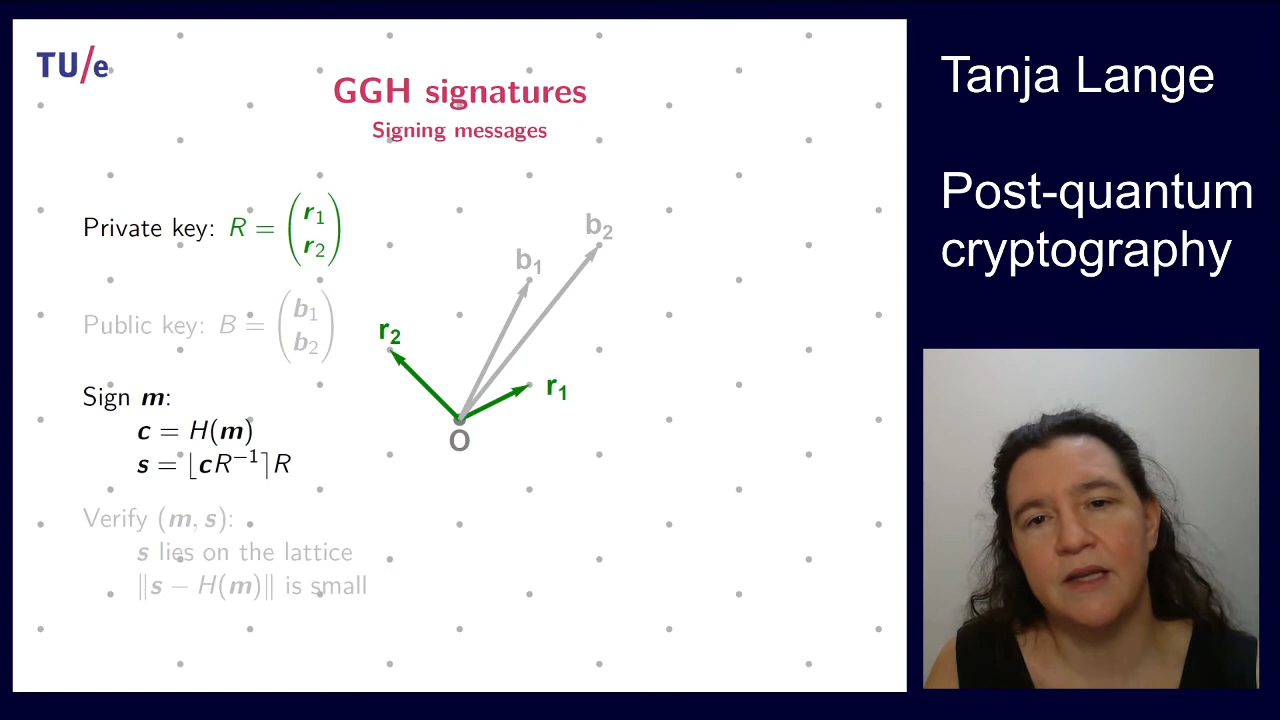 TU/e
GGH signatures
Signing messages
Private key: R = (r1 r2)
Public key: B = (b1 b2)
Sign m:
c = H(m)
s = ⌊cR⁻¹⌉R
Verify (m, s):
s lies on the lattice
‖s − H(m)‖ is small
b2
b1
r2
r1
O
Tanja Lange
Post-quantum
cryptography